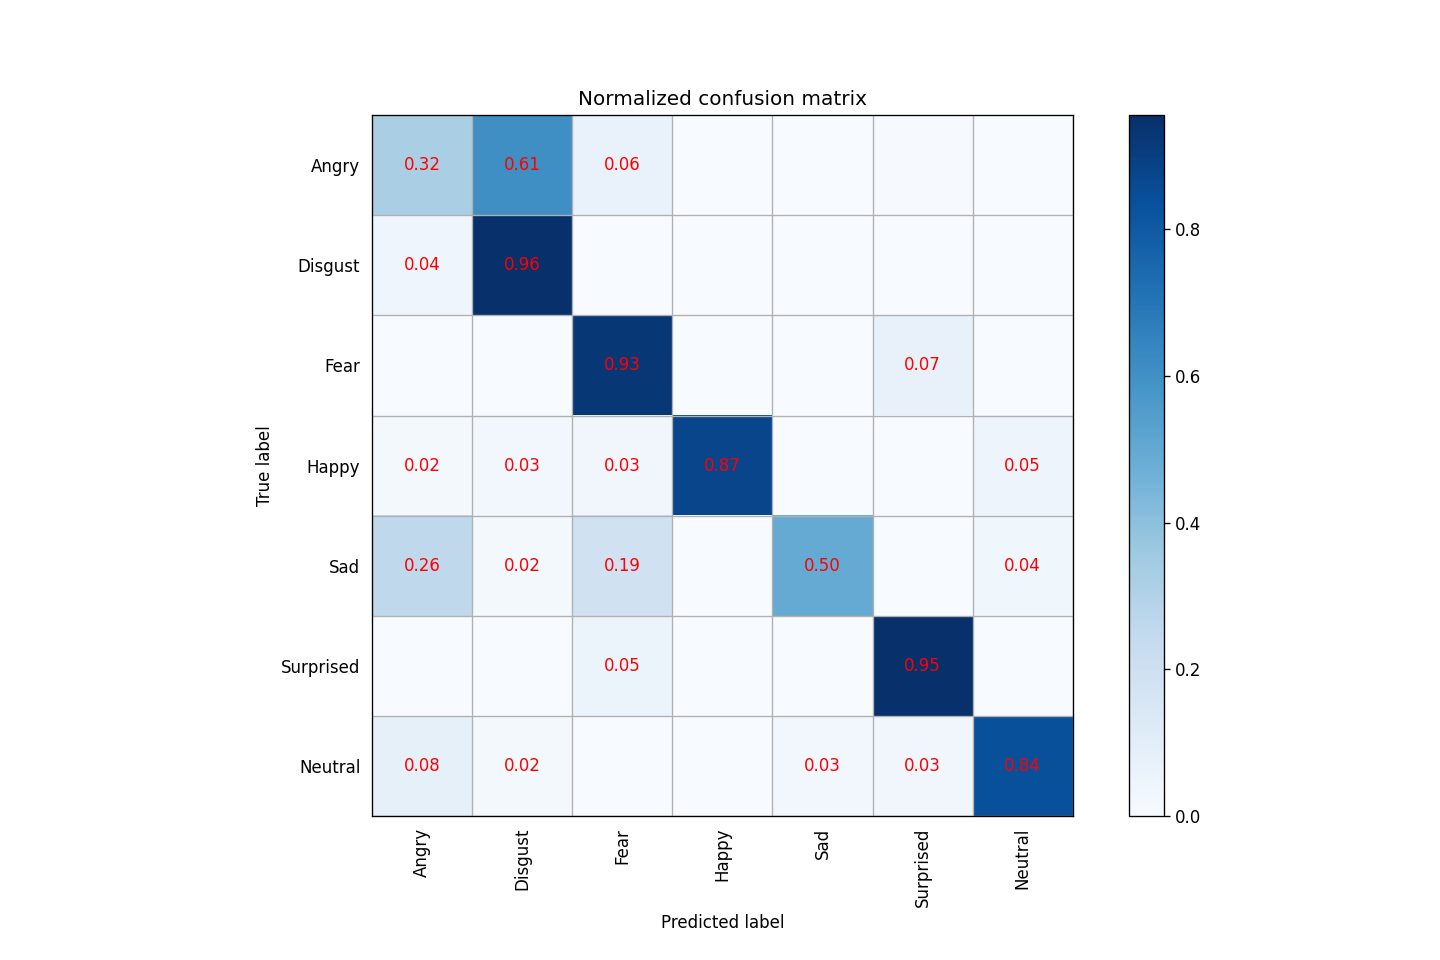 Normalized confusion matrix
True label
Angry 0.32 0.61 0.06
Disgust 0.04 0.96
Fear 0.93 0.07
Happy 0.02 0.03 0.03 0.87 0.05
Sad 0.26 0.02 0.19 0.50 0.04
Surprised 0.05 0.95
Neutral 0.08 0.02 0.03 0.03 0.84
Angry Disgust Fear Happy Sad Surprised Neutral
Predicted label
0.8
0.6
0.4
0.2
0.0